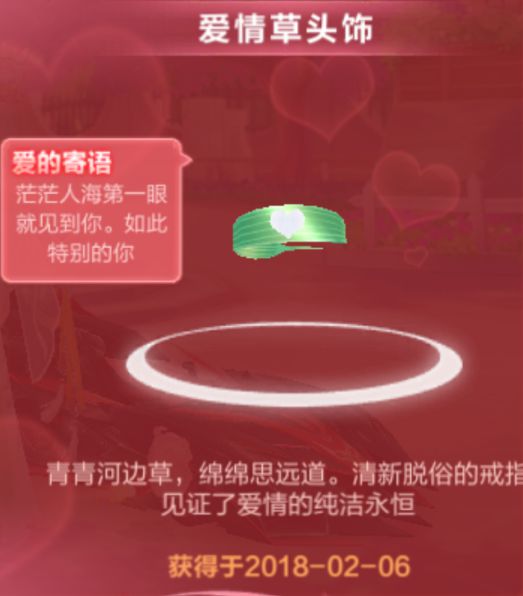 爱情草头饰
爱的寄语
茫茫人海第一眼
就见到你。如此
特别的你
青青河边草，绵绵思远道。清新脱俗的戒指
见证了爱情的纯洁永恒
获得于2018-02-06